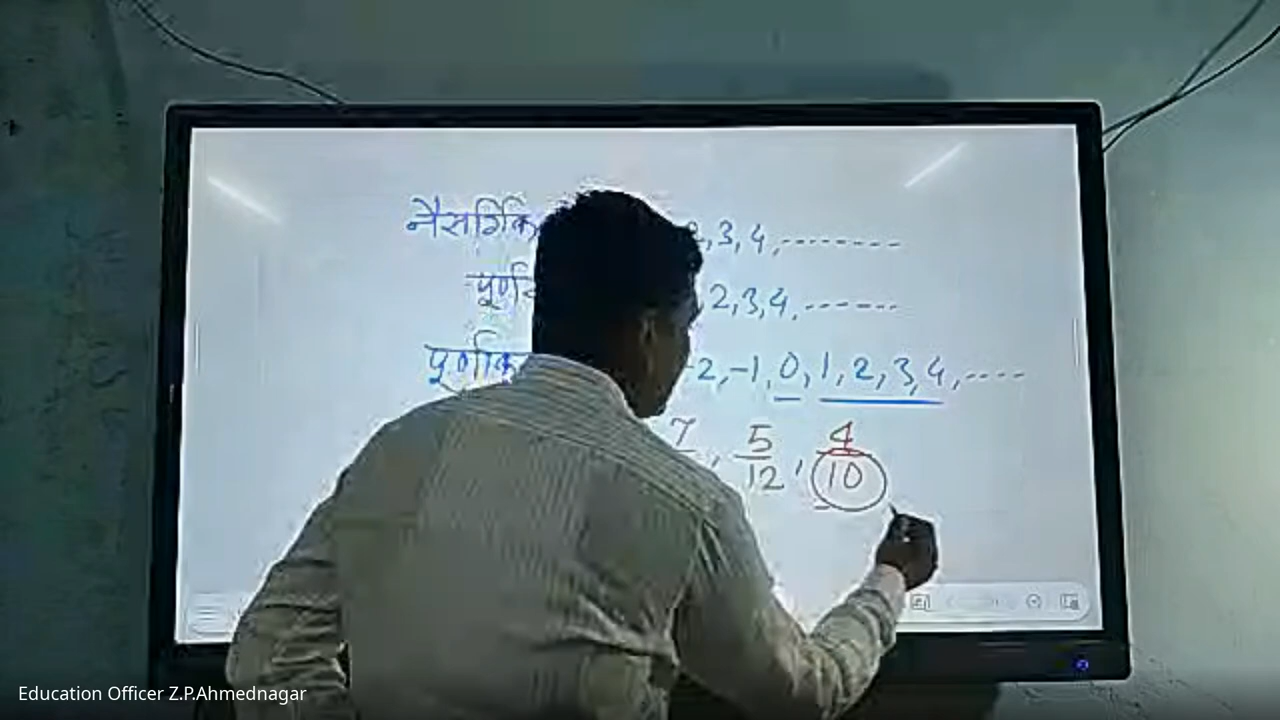 नैसर्गिक 2,3,4,--------
2,3,4,------
-2,-1,0,1,2,3,4,----
7 , 5/12 , 4/10
Education Officer Z.P.Ahmednagar